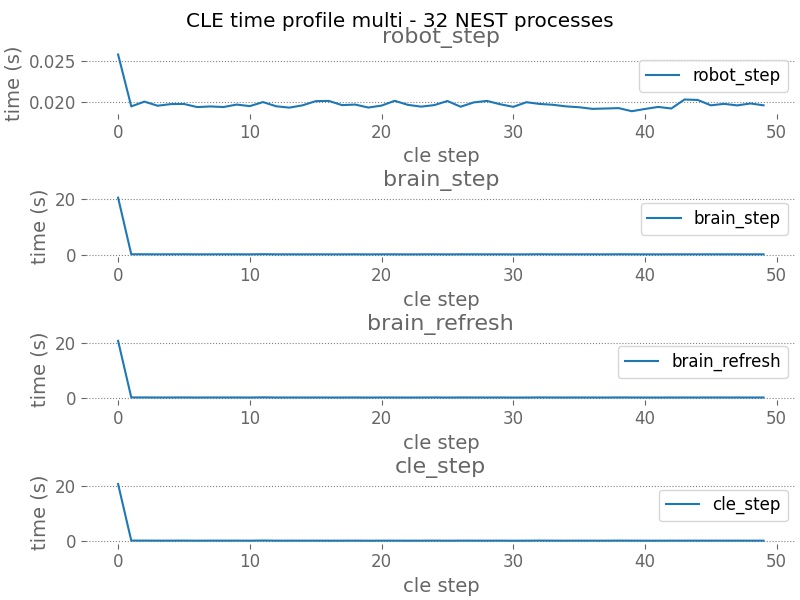 CLE time profile multi - 32 NEST processes
robot_step
time (s)
0.025
0.020
robot_step
0 10 20 30 40 50
cle step
brain_step
time (s)
20
0
brain_step
0 10 20 30 40 50
cle step
brain_refresh
time (s)
20
0
brain_refresh
0 10 20 30 40 50
cle step
cle_step
time (s)
20
0
cle_step
0 10 20 30 40 50
cle step